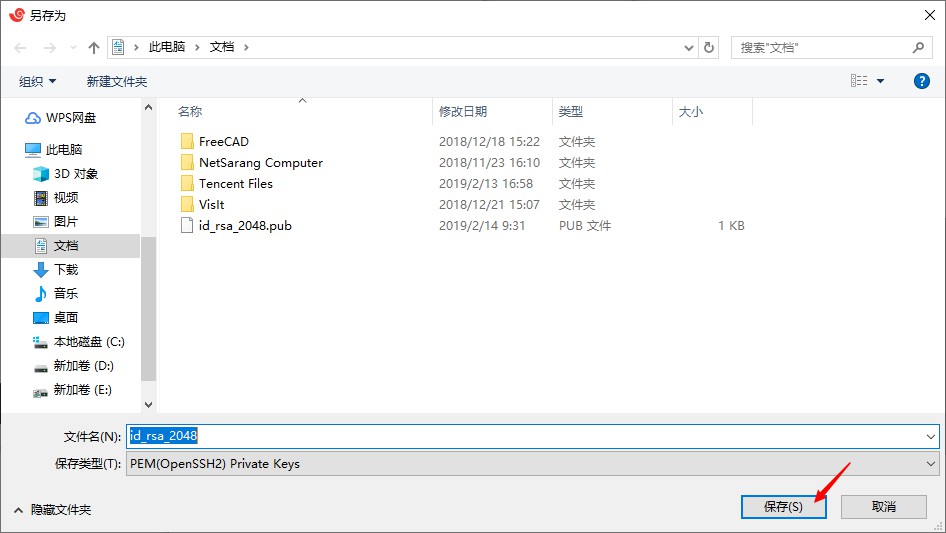 另存为
此电脑 文档
搜索"文档"
组织 新建文件夹
名称 修改日期 类型 大小
WPS网盘
此电脑
3D 对象
视频
图片
文档
下载
音乐
桌面
本地磁盘 (C:)
新加卷 (D:)
新加卷 (E:)
FreeCAD 2018/12/18 15:22 文件夹
NetSarang Computer 2018/11/23 16:10 文件夹
Tencent Files 2019/2/13 16:58 文件夹
VisIt 2018/12/21 15:07 文件夹
id_rsa_2048.pub 2019/2/14 9:31 PUB 文件 1 KB
文件名(N): id_rsa_2048
保存类型(T): PEM(OpenSSH2) Private Keys
隐藏文件夹 保存(S) 取消